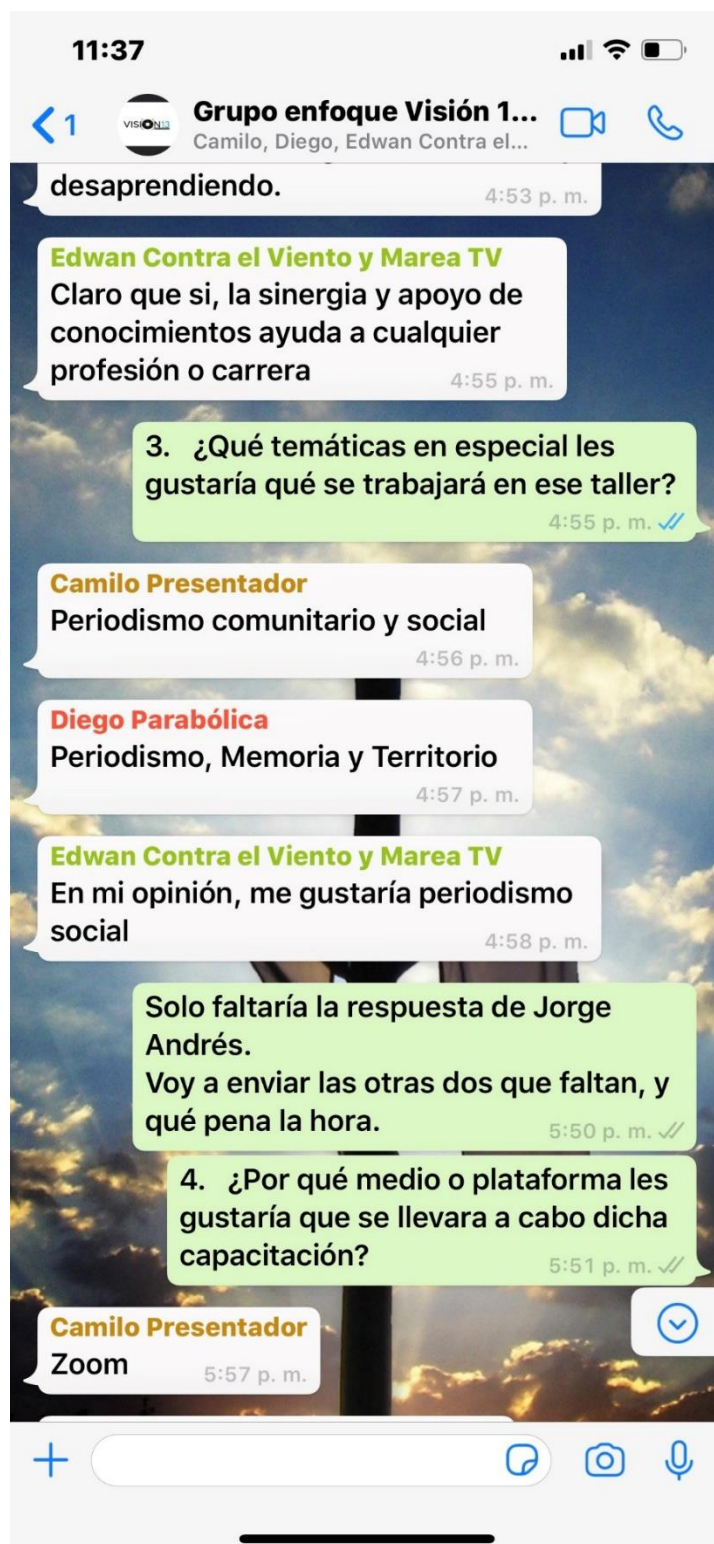 11:37
1
VISION13
Grupo enfoque Visión 1...
Camilo, Diego, Edwan Contra el...
desaprendiendo.
4:53 p. m.
Edwan Contra el Viento y Marea TV
Claro que si, la sinergia y apoyo de
conocimientos ayuda a cualquier
profesión o carrera
4:55 p. m.
3. ¿Qué temáticas en especial les
gustaría qué se trabajará en ese taller?
4:55 p. m.
Camilo Presentador
Periodismo comunitario y social
4:56 p. m.
Diego Parabólica
Periodismo, Memoria y Territorio
4:57 p. m.
Edwan Contra el Viento y Marea TV
En mi opinión, me gustaría periodismo
social
4:58 p. m.
Solo faltaría la respuesta de Jorge
Andrés.
Voy a enviar las otras dos que faltan, y
qué pena la hora.
5:50 p. m.
4. ¿Por qué medio o plataforma les
gustaría que se llevara a cabo dicha
capacitación?
5:51 p. m.
Camilo Presentador
Zoom
5:57 p. m.